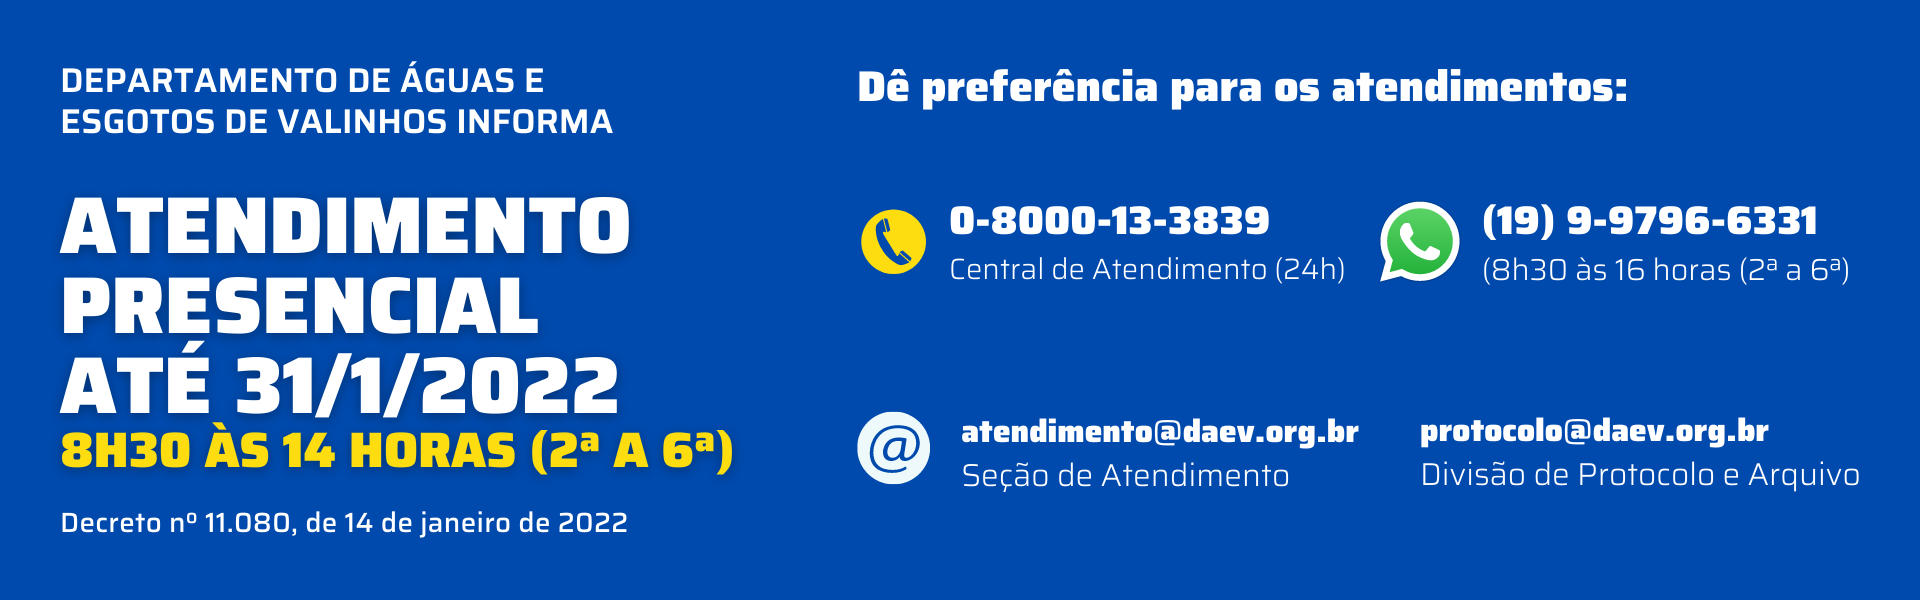 DEPARTAMENTO DE ÁGUAS E
ESGOTOS DE VALINHOS INFORMA
ATENDIMENTO
PRESENCIAL
ATÉ 31/1/2022
8H30 ÀS 14 HORAS (2ª A 6ª)
Decreto nº 11.080, de 14 de janeiro de 2022
Dê preferência para os atendimentos:
0-8000-13-3839
Central de Atendimento (24h)
(19) 9-9796-6331
(8h30 às 16 horas (2ª a 6ª)
@
atendimento@daev.org.br
Seção de Atendimento
protocolo@daev.org.br
Divisão de Protocolo e Arquivo